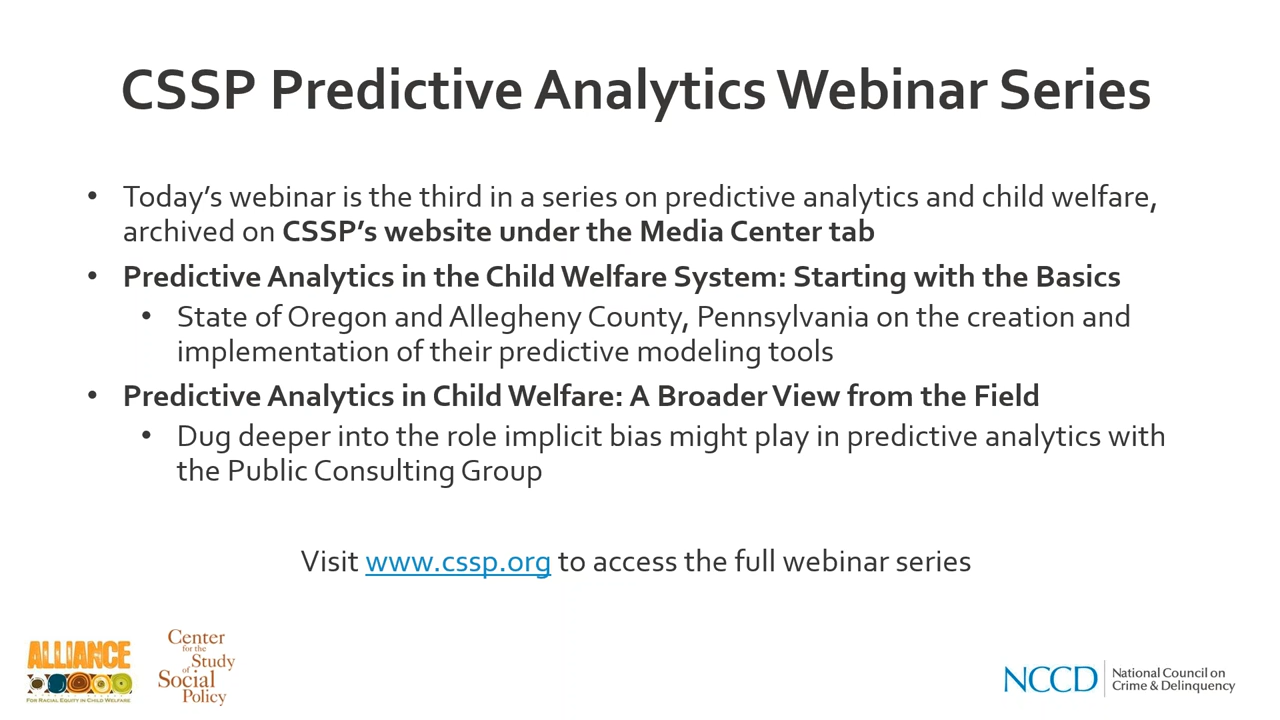 CSSP Predictive Analytics Webinar Series
• Today’s webinar is the third in a series on predictive analytics and child welfare,
archived on CSSP’s website under the Media Center tab
• Predictive Analytics in the Child Welfare System: Starting with the Basics
• State of Oregon and Allegheny County, Pennsylvania on the creation and
implementation of their predictive modeling tools
• Predictive Analytics in Child Welfare: A Broader View from the Field
• Dug deeper into the role implicit bias might play in predictive analytics with
the Public Consulting Group
Visit www.cssp.org to access the full webinar series
ALLIANCE
FOR RACIAL EQUITY IN CHILD WELFARE
Center
for the
Study
of
Social
Policy
NCCD
National Council on
Crime & Delinquency